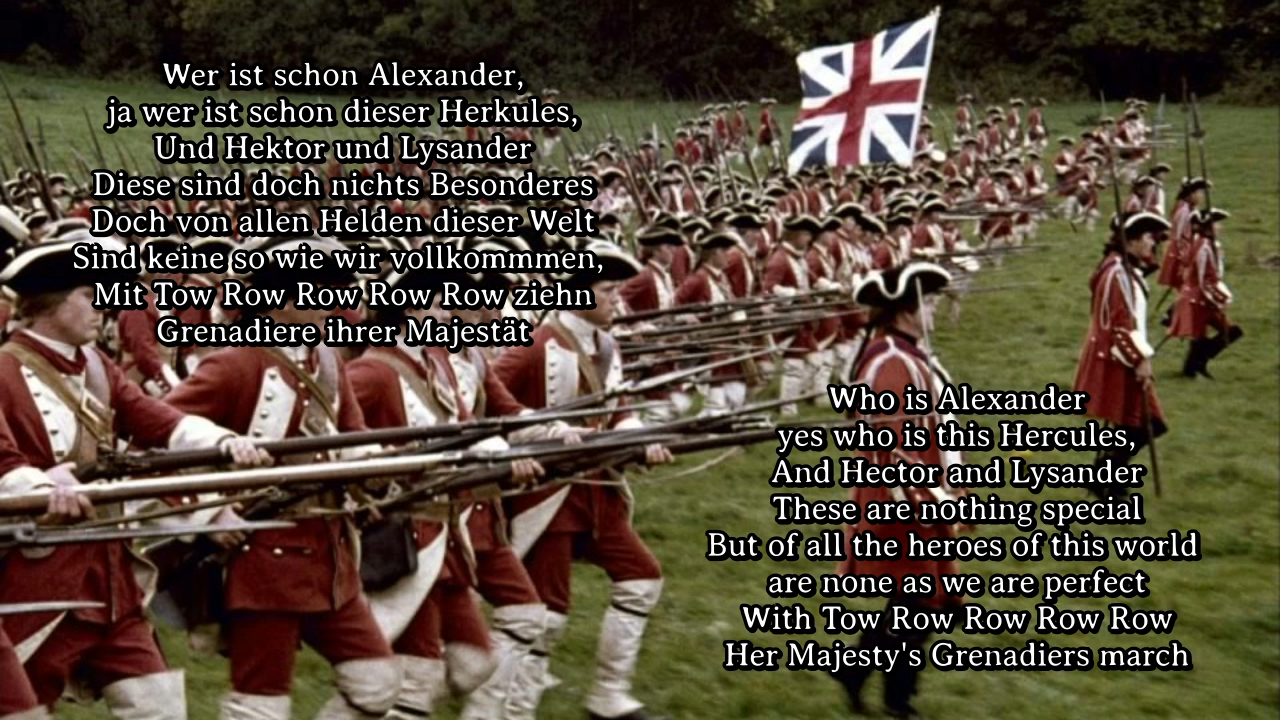 Wer ist schon Alexander,
ja wer ist schon dieser Herkules,
Und Hektor und Lysander
Diese sind doch nichts Besonderes
Doch von allen Helden dieser Welt
Sind keine so wie wir vollkommmen,
Mit Tow Row Row Row Row ziehn
Grenadiere ihrer Majestät
Who is Alexander
yes who is this Hercules,
And Hector and Lysander
These are nothing special
But of all the heroes of this world
are none as we are perfect
With Tow Row Row Row Row
Her Majesty's Grenadiers march